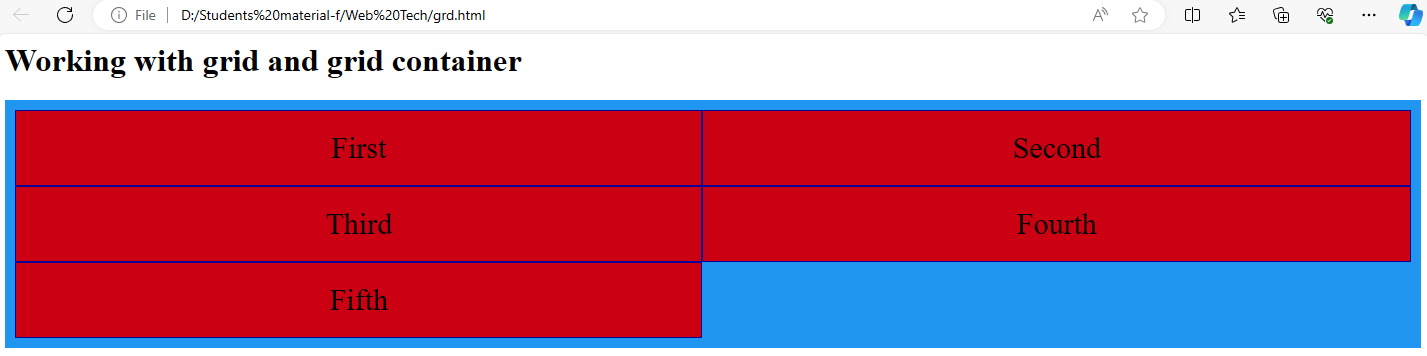 File D:/Students%20material-f/Web%20Tech/grd.html
Working with grid and grid container
First Second
Third Fourth
Fifth